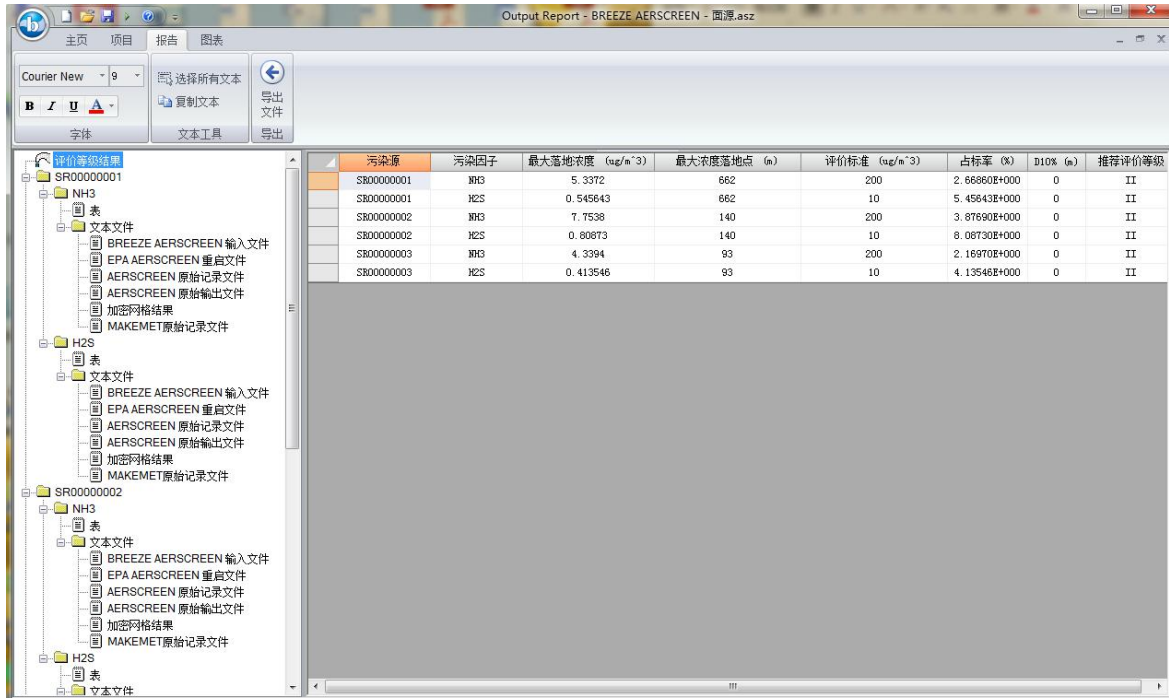 Output Report - BREEZE AERSCREEN - 面源.asz
主页 项目 报告 图表
Courier New 9 选择所有文本 导出文件
B I U A 复制文本
字体 文本工具 导出
评价等级结果
SR00000001
NH3
表
文本文件
BREEZE AERSCREEN 输入文件
EPA AERSCREEN 重启文件
AERSCREEN 原始记录文件
AERSCREEN 原始输出文件
加密网格结果
MAKEMET原始记录文件
H2S
表
文本文件
BREEZE AERSCREEN 输入文件
EPA AERSCREEN 重启文件
AERSCREEN 原始记录文件
AERSCREEN 原始输出文件
加密网格结果
MAKEMET原始记录文件
SR00000002
NH3
表
文本文件
BREEZE AERSCREEN 输入文件
EPA AERSCREEN 重启文件
AERSCREEN 原始记录文件
AERSCREEN 原始输出文件
加密网格结果
MAKEMET原始记录文件
H2S
表
文本文件
污染源 污染因子 最大落地浓度 (ug/m^3) 最大浓度落地点 (m) 评价标准 (ug/m^3) 占标率 (%) D10% (m) 推荐评价等级
SR00000001 NH3 5.3372 662 200 2.66860E+000 0 II
SR00000001 H2S 0.545643 662 10 5.45643E+000 0 II
SR00000002 NH3 7.7538 140 200 3.87690E+000 0 II
SR00000002 H2S 0.80873 140 10 8.08730E+000 0 II
SR00000003 NH3 4.3394 93 200 2.16970E+000 0 II
SR00000003 H2S 0.413546 93 10 4.13546E+000 0 II